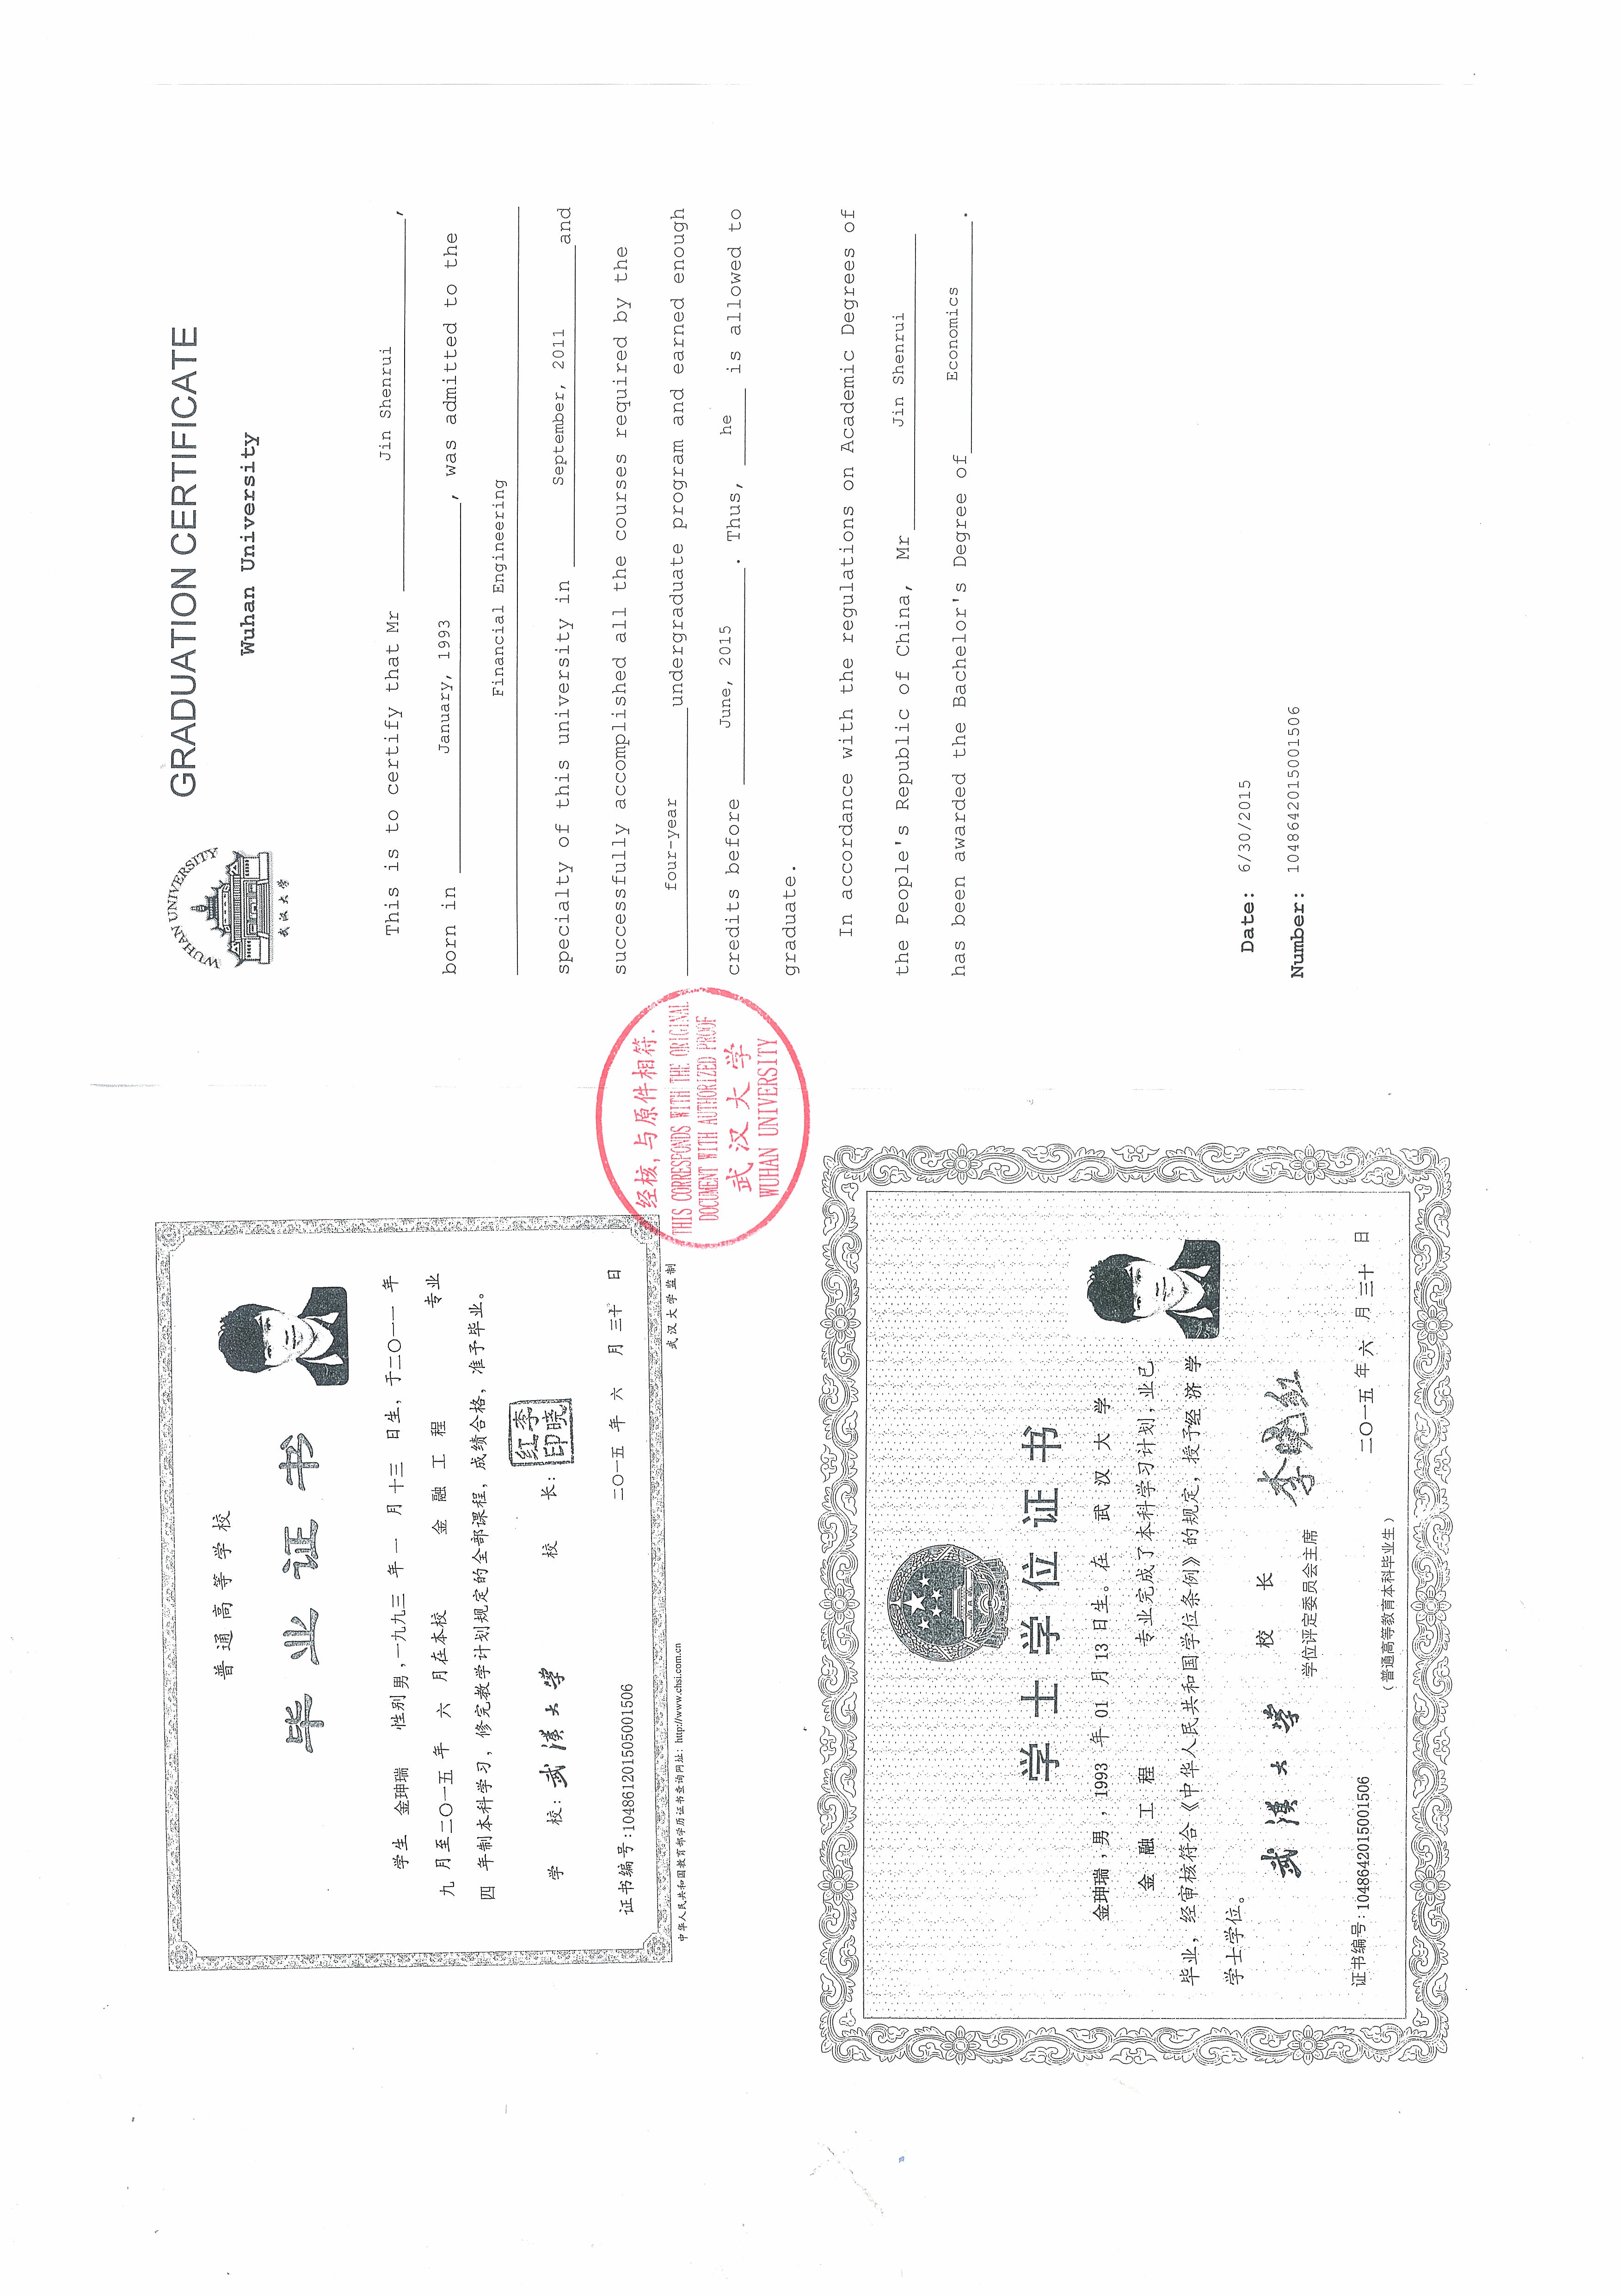 普通高等学校
毕业证书
学生 金珅瑞 性别 男，一九九三 年 一 月 十三 日生，于二〇一一 年
九 月至二〇一五 年 六 月在本校 金融工程 专业
四 年制本科学习，修完教学计划规定的全部课程，成绩合格，准予毕业。
学 校：武漢大学 校 长：
李晓红印
证书编号:104861201505001506 二〇一五 年 六 月 三十 日
中华人民共和国教育部学历证书查询网址：http://www.chsi.com.cn 武汉大学监制
学士学位证书
金珅瑞，男，1993 年 01 月 13 日生。在 武汉大学
金融工程 专业完成了本科学习计划，业已
毕业，经审核符合《中华人民共和国学位条例》的规定，授予经济学
学士学位。
武漢大学 校 长 李晓红
学位评定委员会主席
证书编号:1048642015001506 二〇一五 年 六 月 三十 日
（普通高等教育本科毕业生）
经核，与原件相符.
THIS CORRESPONDS WITH THE ORIGINAL
DOCUMENT WITH AUTHORIZED PROOF
武汉大学
WUHAN UNIVERSITY
WUHAN UNIVERSITY
武汉大学
GRADUATION CERTIFICATE
Wuhan University
This is to certify that Mr Jin Shenrui ,
born in January, 1993 , was admitted to the
Financial Engineering
specialty of this university in September, 2011 and
successfully accomplished all the courses required by the
four-year undergraduate program and earned enough
credits before June, 2015 . Thus, he is allowed to
graduate.
In accordance with the regulations on Academic Degrees of
the People's Republic of China, Mr Jin Shenrui
has been awarded the Bachelor's Degree of Economics .
Date: 6/30/2015
Number: 1048642015001506